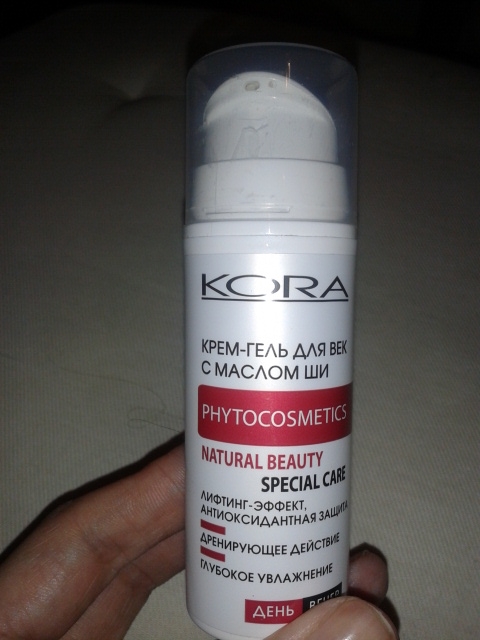 KORA
КРЕМ-ГЕЛЬ ДЛЯ ВЕК
С МАСЛОМ ШИ
PHYTOCOSMETICS
NATURAL BEAUTY
SPECIAL CARE
ЛИФТИНГ-ЭФФЕКТ,
АНТИОКСИДАНТНАЯ ЗАЩИТА
ДРЕНИРУЮЩЕЕ ДЕЙСТВИЕ
ГЛУБОКОЕ УВЛАЖНЕНИЕ
ДЕНЬ ВЕЧЕР